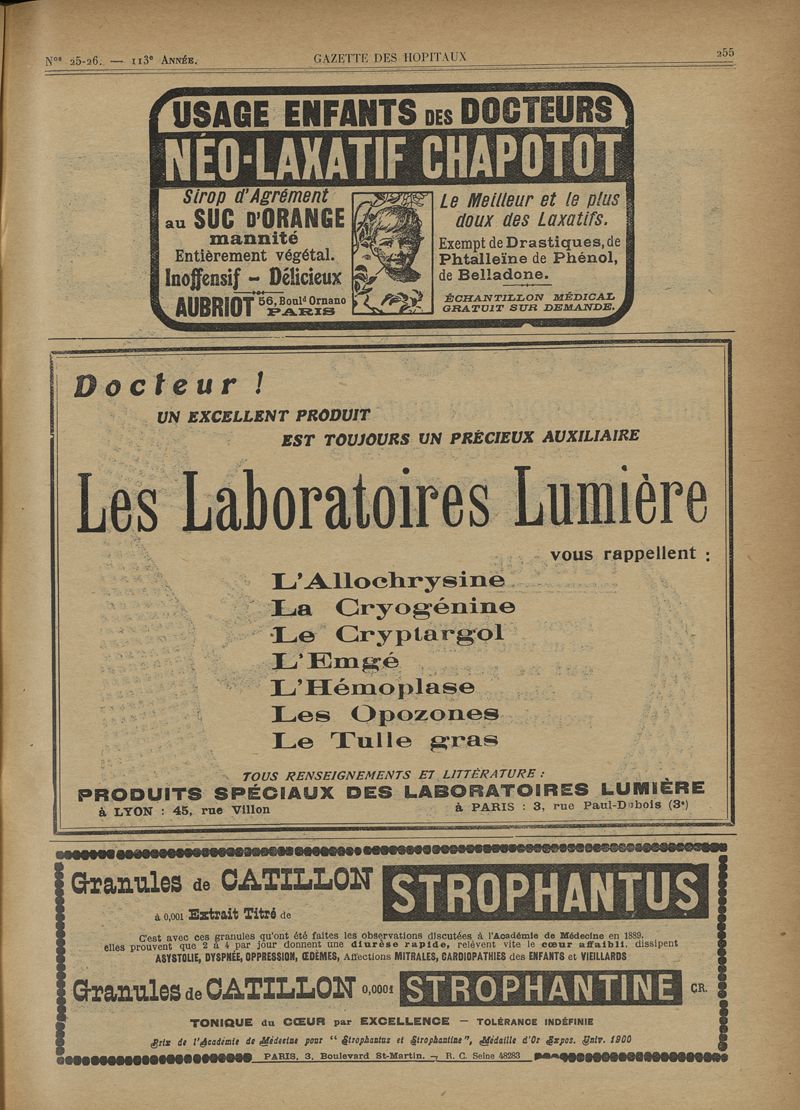 Nos 25-26. — 113e ANNÉE.
GAZETTE DES HOPITAUX
255
USAGE ENFANTS DES DOCTEURS
NÉO-LAXATIF CHAPOTOT
Sirop d'Agrément
au SUC D'ORANGE
mannité
Entièrement végétal.
Inoffensif - Délicieux
AUBRIOT 56, Bould Ornano
PARIS
Le Meilleur et le plus
doux des Laxatifs.
Exempt de Drastiques, de
Phtalleïne de Phénol,
de Belladone.
ÉCHANTILLON MÉDICAL
GRATUIT SUR DEMANDE.
Docteur !
UN EXCELLENT PRODUIT
EST TOUJOURS UN PRÉCIEUX AUXILIAIRE
Les Laboratoires Lumière
vous rappellent :
L'Allochrysine
La Cryogénine
Le Cryptargol
L'Emgé
L'Hémoplase
Les Opozones
Le Tulle gras
TOUS RENSEIGNEMENTS ET LITTÉRATURE :
PRODUITS SPÉCIAUX DES LABORATOIRES LUMIÈRE
à LYON : 45, rue Villon
à PARIS : 3, rue Paul-Dubois (3e)
Granules de CATILLON
à 0,001 Extrait Titré de
STROPHANTUS
C'est avec ces granules qu'ont été faites les observations discutées à l'Académie de Médecine en 1889.
elles prouvent que 2 à 4 par jour donnent une diurèse rapide, relèvent vite le cœur affaibli, dissipent
ASYSTOLIE, DYSPNÉE, OPPRESSION, ŒDÈMES, Affections MITRALES, CARDIOPATHIES des ENFANTS et VIEILLARDS
Granules de CATILLON 0,0001 STROPHANTINE CR.
TONIQUE du CŒUR par EXCELLENCE — TOLÉRANCE INDÉFINIE
Prix de l'Académie de Médecine pour "Strophantus et Strophantine", Médaille d'Or Expos. Univ. 1900
PARIS, 3, Boulevard St-Martin. — R. C. Seine 48283